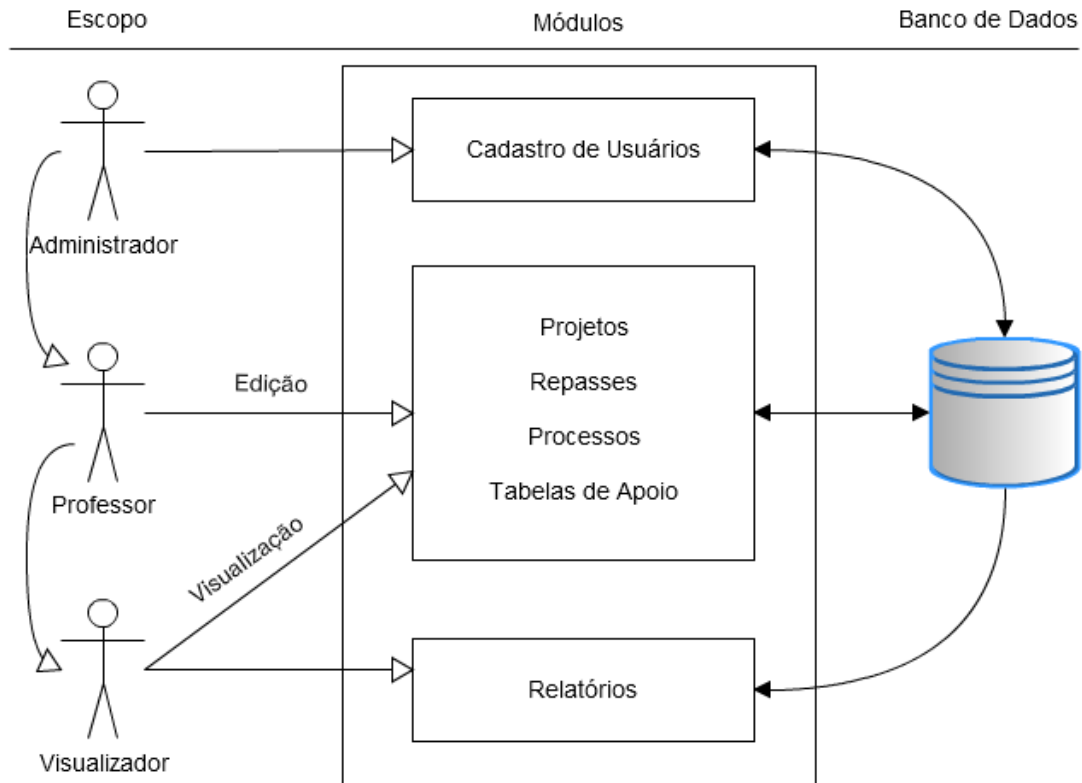 Escopo
Módulos
Banco de Dados
Cadastro de Usuários
Administrador
Projetos
Edição
Repasses
Processos
Tabelas de Apoio
Professor
Visualização
Relatórios
Visualizador